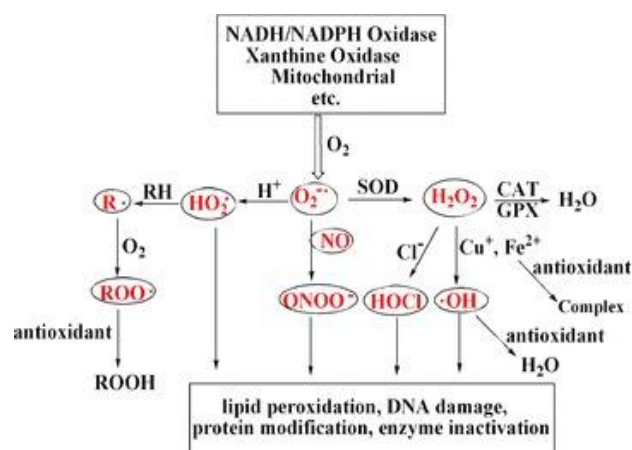 NADH/NADPH Oxidase
Xanthine Oxidase
Mitochondrial
etc.
O₂
R· RH HO₂· H⁺ O₂⁻· SOD H₂O₂ CAT H₂O
GPX
O₂ NO Cl⁻ Cu⁺, Fe²⁺ antioxidant
ROO· ONOO⁻ HOCl ·OH Complex
antioxidant antioxidant
ROOH H₂O
lipid peroxidation, DNA damage,
protein modification, enzyme inactivation